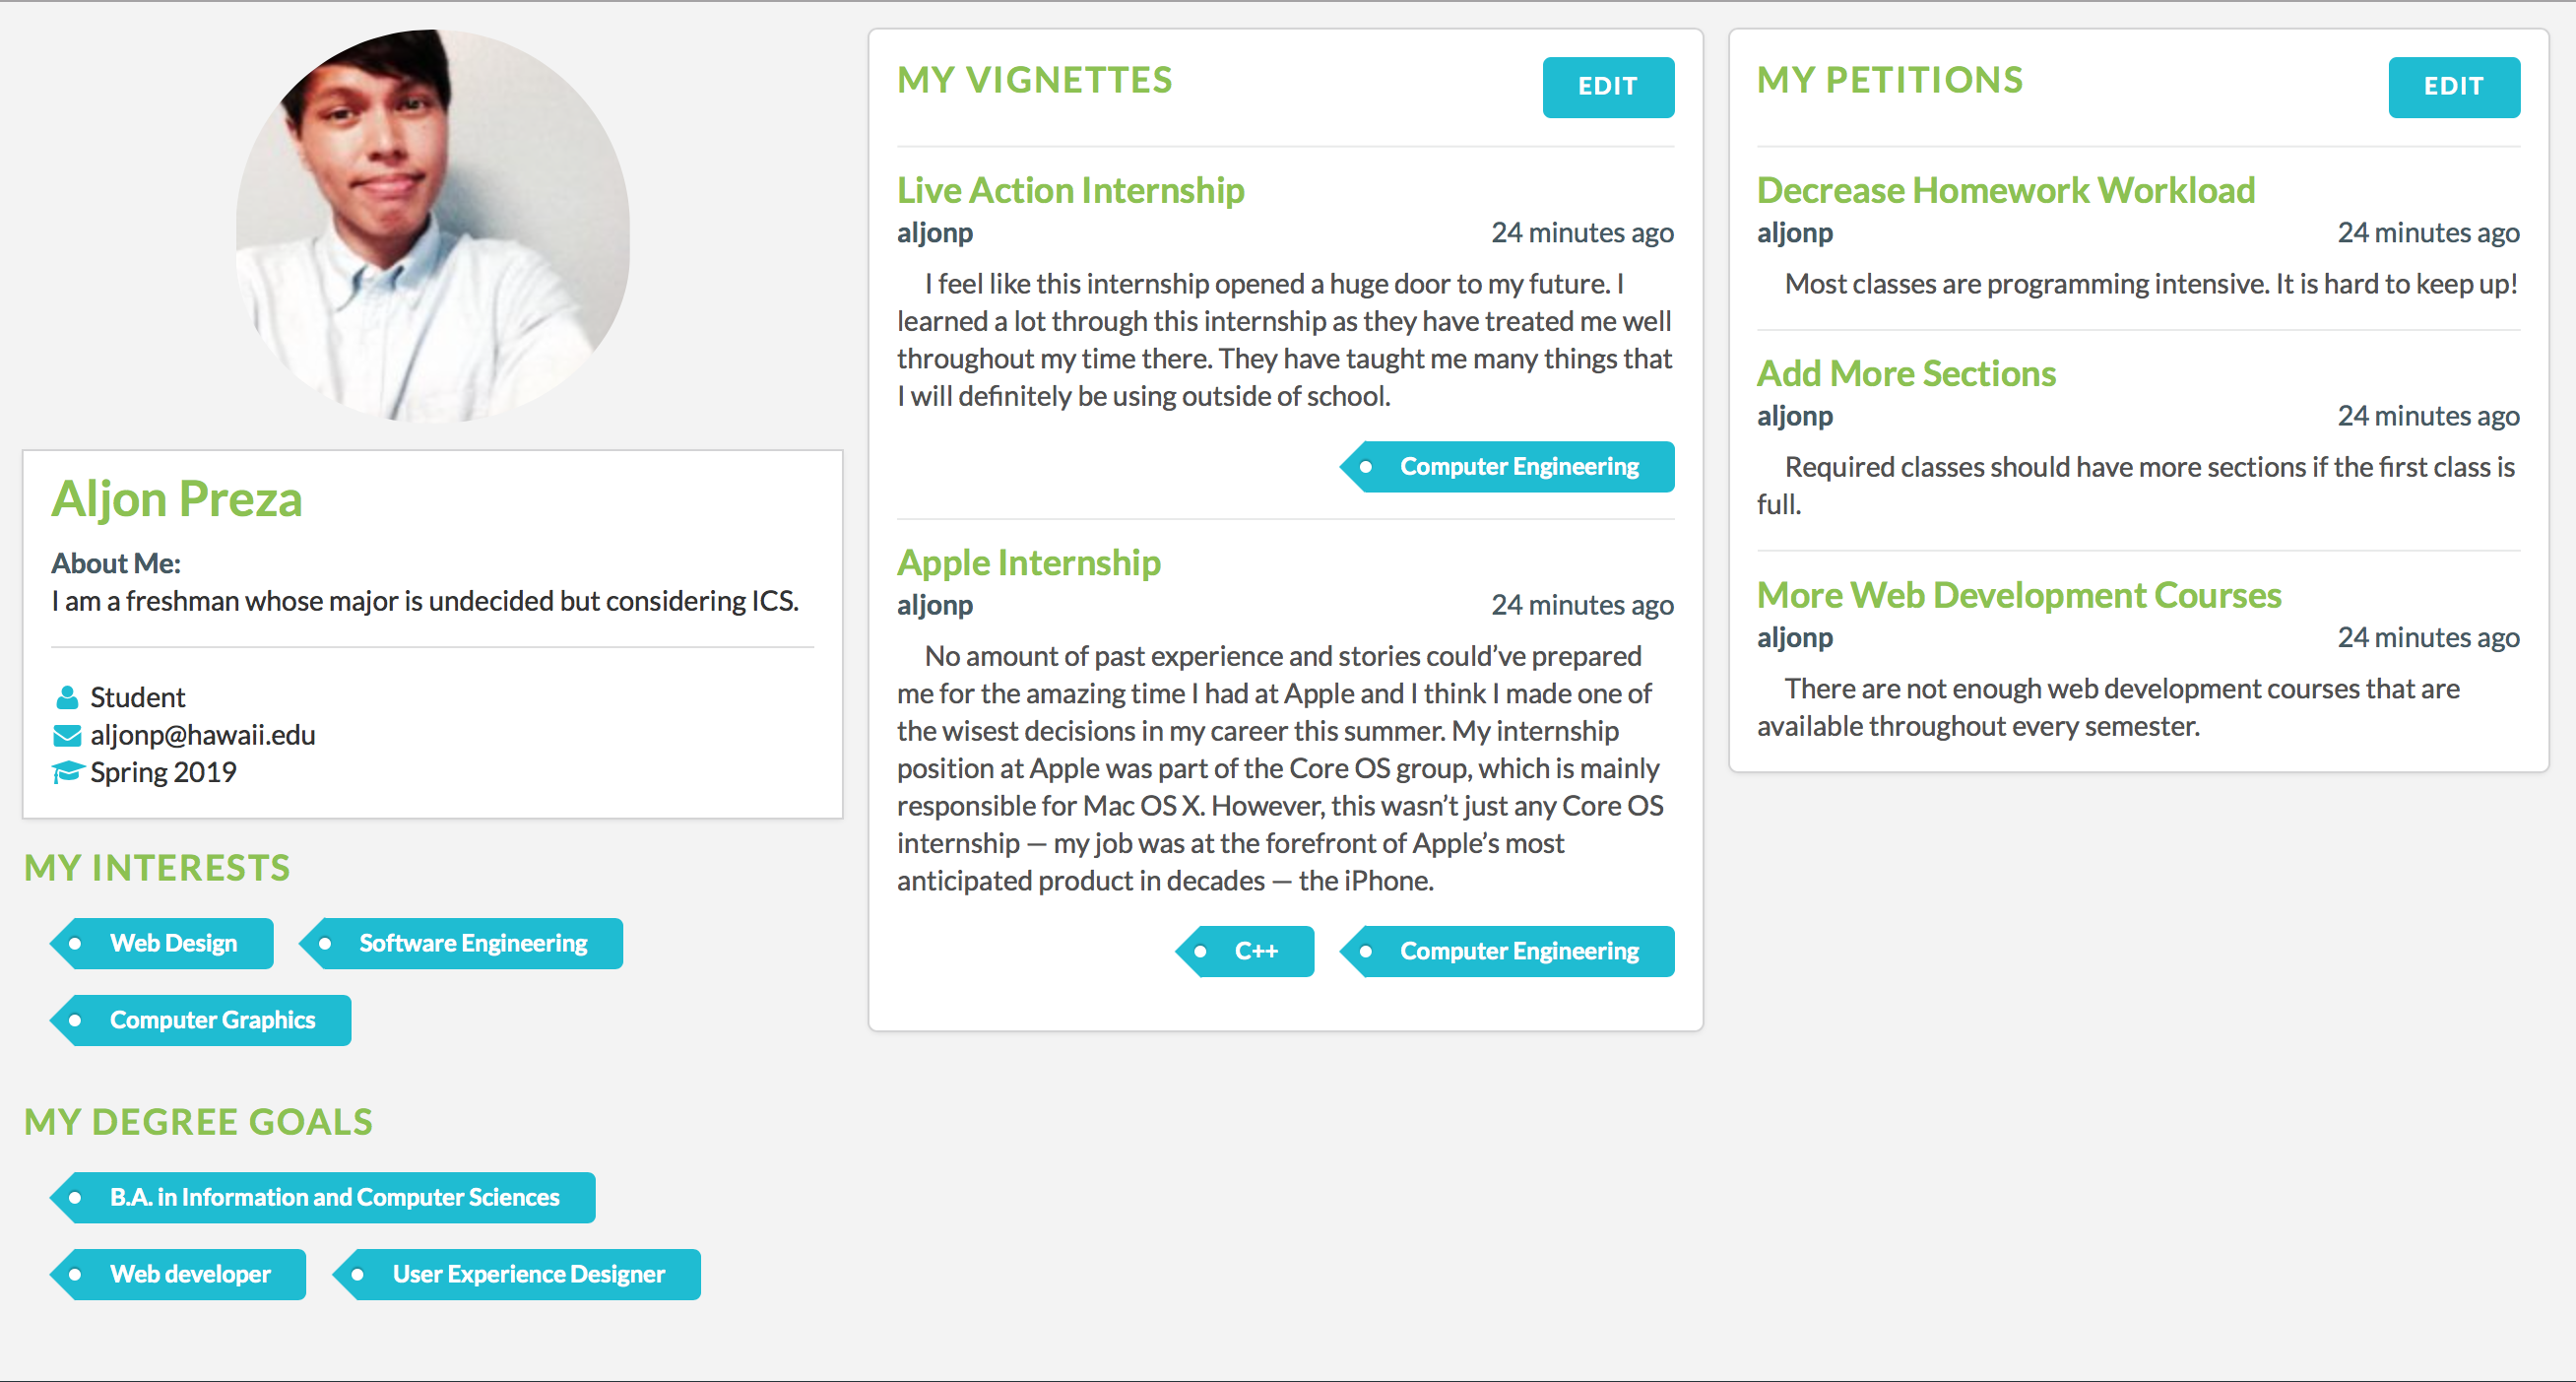 Aljon Preza
About Me:
I am a freshman whose major is undecided but considering ICS.
Student
aljonp@hawaii.edu
Spring 2019
MY INTERESTS
Web Design
Software Engineering
Computer Graphics
MY DEGREE GOALS
B.A. in Information and Computer Sciences
Web developer
User Experience Designer
MY VIGNETTES
EDIT
Live Action Internship
aljonp 24 minutes ago
I feel like this internship opened a huge door to my future. I
learned a lot through this internship as they have treated me well
throughout my time there. They have taught me many things that
I will definitely be using outside of school.
Computer Engineering
Apple Internship
aljonp 24 minutes ago
No amount of past experience and stories could’ve prepared
me for the amazing time I had at Apple and I think I made one of
the wisest decisions in my career this summer. My internship
position at Apple was part of the Core OS group, which is mainly
responsible for Mac OS X. However, this wasn’t just any Core OS
internship — my job was at the forefront of Apple’s most
anticipated product in decades — the iPhone.
C++
Computer Engineering
MY PETITIONS
EDIT
Decrease Homework Workload
aljonp 24 minutes ago
Most classes are programming intensive. It is hard to keep up!
Add More Sections
aljonp 24 minutes ago
Required classes should have more sections if the first class is
full.
More Web Development Courses
aljonp 24 minutes ago
There are not enough web development courses that are
available throughout every semester.